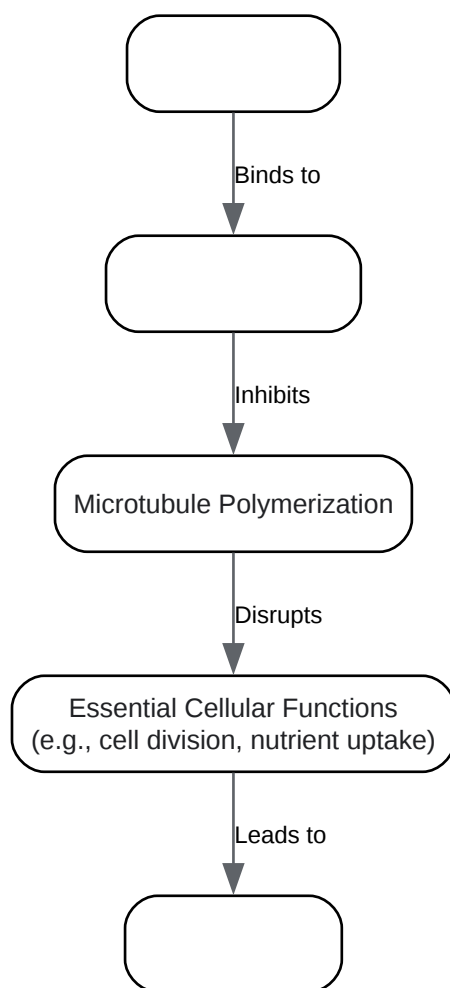 Binds to
Inhibits
Microtubule Polymerization
Disrupts
Essential Cellular Functions
(e.g., cell division, nutrient uptake)
Leads to